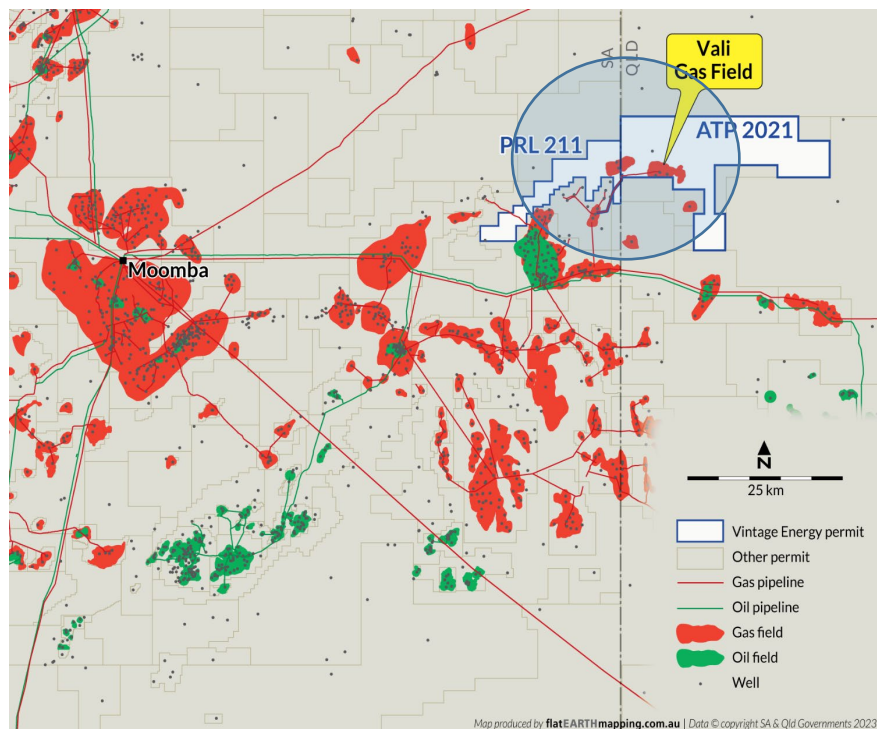 SA
QLD
Vali
Gas Field
PRL 211
ATP 2021
Moomba
N
25 km
Vintage Energy permit
Other permit
Gas pipeline
Oil pipeline
Gas field
Oil field
Well
Map produced by flatEARTHmapping.com.au | Data © copyright SA & Qld Governments 2023